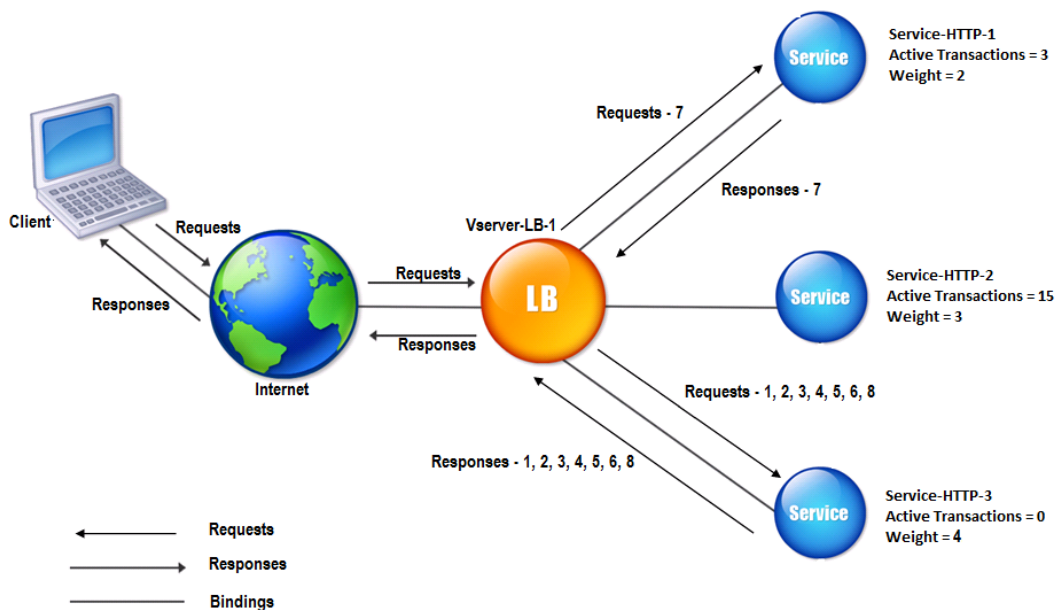 Service-HTTP-1
Active Transactions = 3
Weight = 2
Service
Requests - 7
Responses - 7
Client
Requests
Responses
Vserver-LB-1
Requests
LB
Responses
Internet
Service
Service-HTTP-2
Active Transactions = 15
Weight = 3
Requests - 1, 2, 3, 4, 5, 6, 8
Responses - 1, 2, 3, 4, 5, 6, 8
Service
Service-HTTP-3
Active Transactions = 0
Weight = 4
Requests
Responses
Bindings